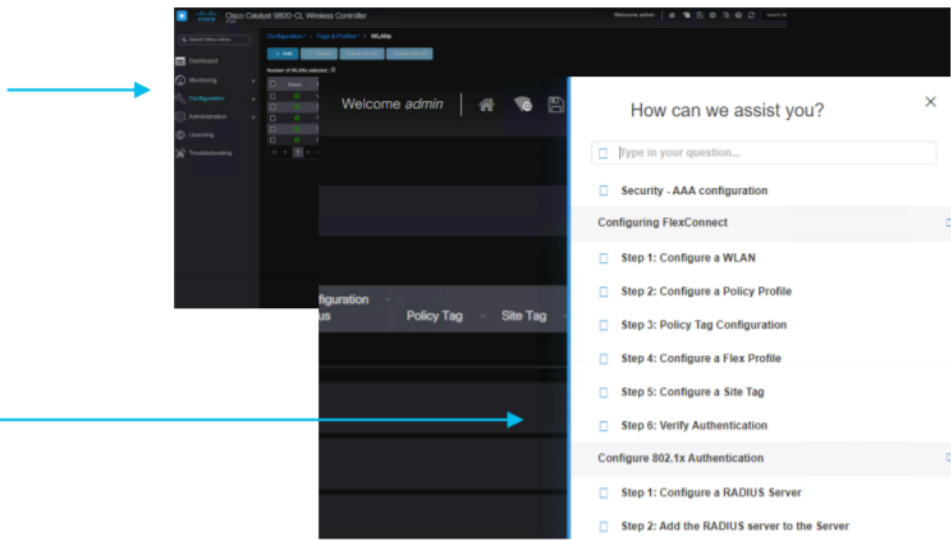 CISCO
Cisco Catalyst 9800-CL Wireless Controller
Welcome admin
Search Menu Items
Configuration > Tags & Profiles > WLANs
+ Add
Dashboard
Number of WLANs selected : 0
Monitoring
Status
Configuration
Administration
Licensing
Troubleshooting
Welcome admin
figuration
us
Policy Tag
Site Tag
How can we assist you?
Type in your question...
Security - AAA configuration
Configuring FlexConnect
Step 1: Configure a WLAN
Step 2: Configure a Policy Profile
Step 3: Policy Tag Configuration
Step 4: Configure a Flex Profile
Step 5: Configure a Site Tag
Step 6: Verify Authentication
Configure 802.1x Authentication
Step 1: Configure a RADIUS Server
Step 2: Add the RADIUS server to the Server